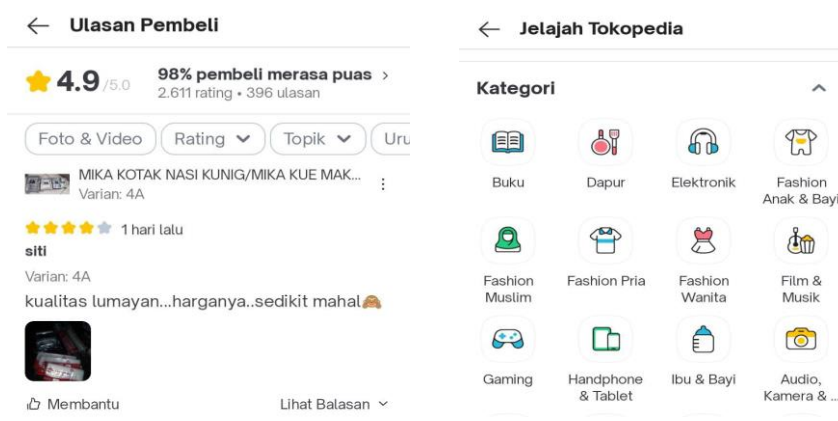 Ulasan Pembeli
4.9 /5.0
98% pembeli merasa puas
2.611 rating • 396 ulasan
Foto & Video
Rating
Topik
Uru
MIKA KOTAK NASI KUNIG/MIKA KUE MAK...
Varian: 4A
1 hari lalu
siti
Varian: 4A
kualitas lumayan...harganya..sedikit mahal🙈
Membantu
Lihat Balasan
Jelajah Tokopedia
Kategori
Buku
Dapur
Elektronik
Fashion
Anak & Bayi
Fashion
Muslim
Fashion Pria
Fashion
Wanita
Film &
Musik
Gaming
Handphone
& Tablet
Ibu & Bayi
Audio,
Kamera & ...